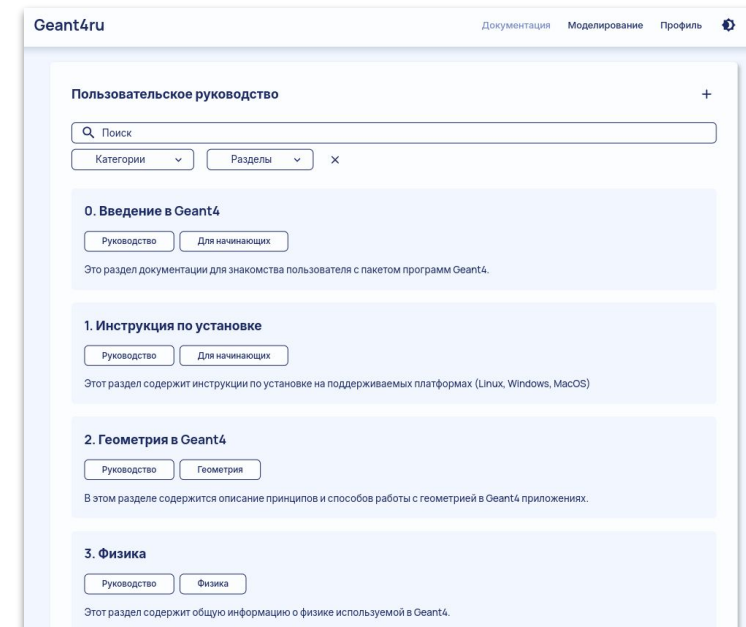 Geant4ru
Документация Моделирование Профиль
Пользовательское руководство
+
Поиск
Категории Разделы ×
0. Введение в Geant4
Руководство Для начинающих
Это раздел документации для знакомства пользователя с пакетом программ Geant4.
1. Инструкция по установке
Руководство Для начинающих
Этот раздел содержит инструкции по установке на поддерживаемых платформах (Linux, Windows, MacOS)
2. Геометрия в Geant4
Руководство Геометрия
В этом разделе содержится описание принципов и способов работы с геометрией в Geant4 приложениях.
3. Физика
Руководство Физика
Этот раздел содержит общую информацию о физике используемой в Geant4.